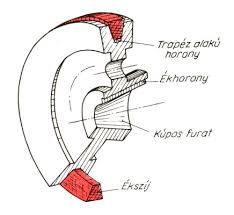 Trapéz alakú
horony
Ékhorony
Kúpos furat
Ékszíj